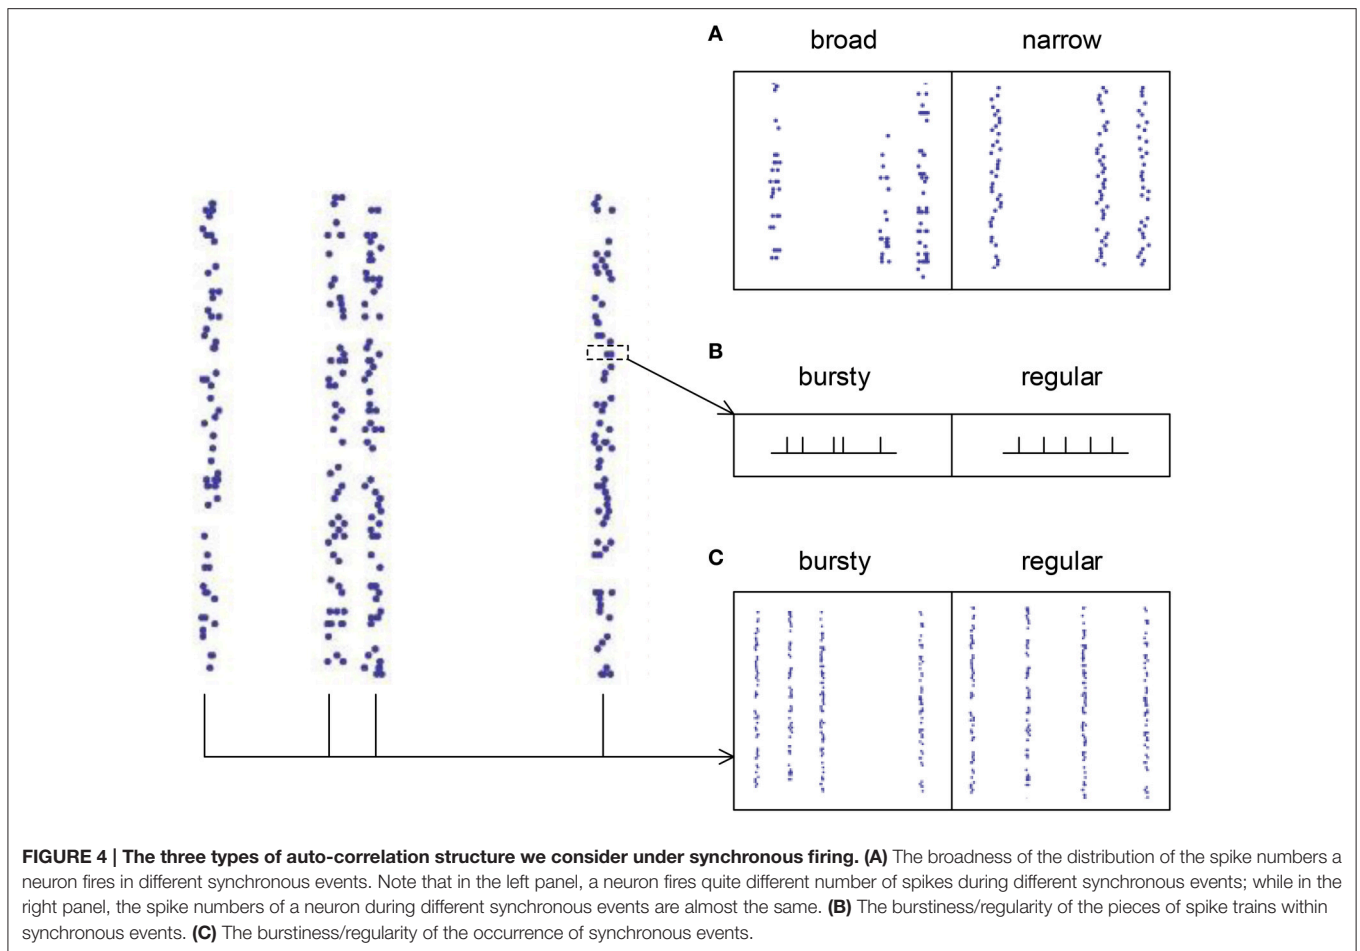 A
broad narrow
B
bursty regular
C
bursty regular
FIGURE 4 | The three types of auto-correlation structure we consider under synchronous firing. (A) The broadness of the distribution of the spike numbers a
neuron fires in different synchronous events. Note that in the left panel, a neuron fires quite different number of spikes during different synchronous events; while in the
right panel, the spike numbers of a neuron during different synchronous events are almost the same. (B) The burstiness/regularity of the pieces of spike trains within
synchronous events. (C) The burstiness/regularity of the occurrence of synchronous events.